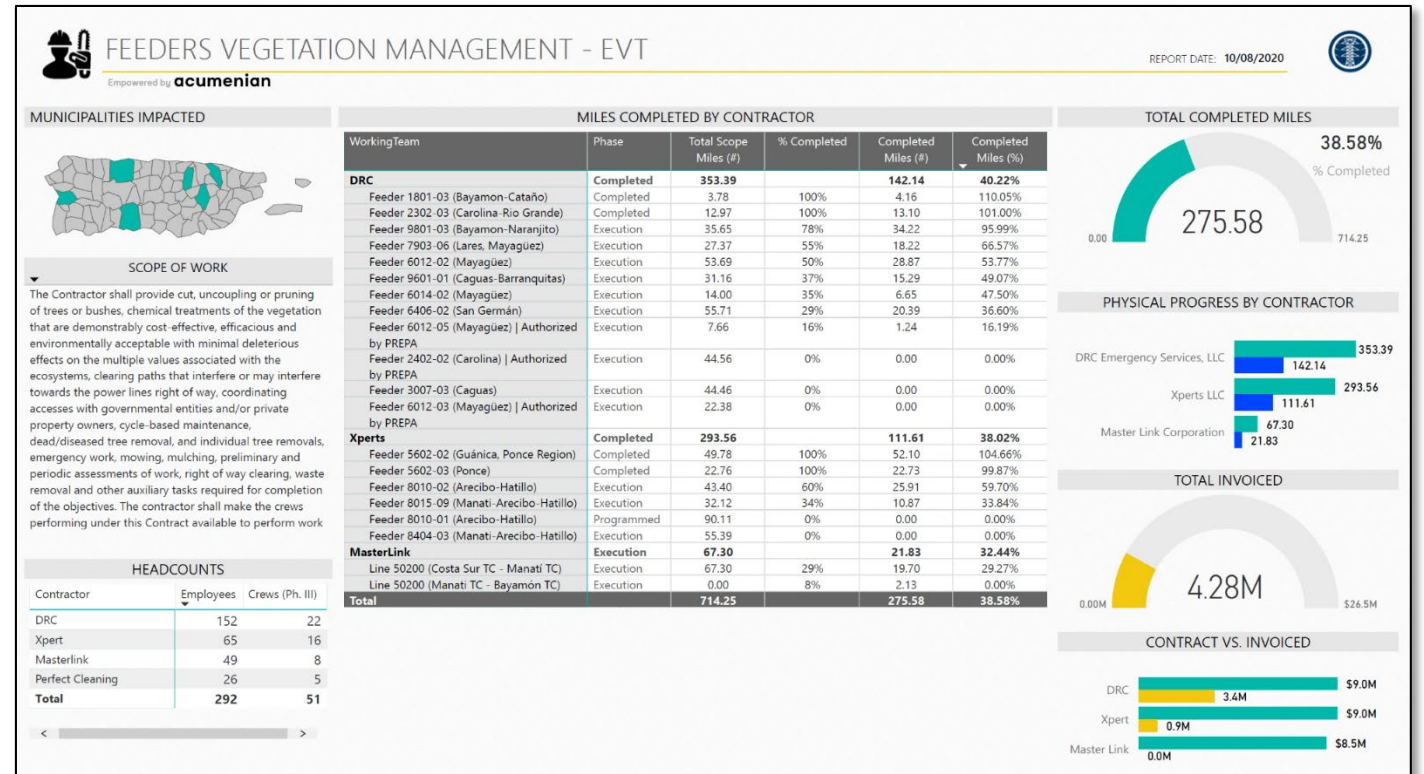 FEEDERS VEGETATION MANAGEMENT - EVT
Empowered by acumenian
REPORT DATE: 10/08/2020
MUNICIPALITIES IMPACTED
SCOPE OF WORK
The Contractor shall provide cut, uncoupling or pruning
of trees or bushes, chemical treatments of the vegetation
that are demonstrably cost-effective, efficacious and
environmentally acceptable with minimal deleterious
effects on the multiple values associated with the
ecosystems, clearing paths that interfere or may interfere
towards the power lines right of way, coordinating
accesses with governmental entities and/or private
property owners, cycle-based maintenance,
dead/diseased tree removal, and individual tree removals,
emergency work, mowing, mulching, preliminary and
periodic assessments of work, right of way clearing, waste
removal and other auxiliary tasks required for completion
of the objectives. The contractor shall make the crews
performing under this Contract available to perform work
HEADCOUNTS
Contractor Employees Crews (Ph. III)
DRC 152 22
Xpert 65 16
Masterlink 49 8
Perfect Cleaning 26 5
Total 292 51
MILES COMPLETED BY CONTRACTOR
WorkingTeam Phase Total Scope % Completed Completed Completed
Miles (#) Miles (#) Miles (%)
DRC Completed 353.39 142.14 40.22%
Feeder 1801-03 (Bayamon-Cataño) Completed 3.78 100% 4.16 110.05%
Feeder 2302-03 (Carolina-Rio Grande) Completed 12.97 100% 13.10 101.00%
Feeder 9801-03 (Bayamon-Naranjito) Execution 35.65 78% 34.22 95.99%
Feeder 7903-06 (Lares, Mayagüez) Execution 27.37 55% 18.22 66.57%
Feeder 6012-02 (Mayagüez) Execution 53.69 50% 28.87 53.77%
Feeder 9601-01 (Caguas-Barranquitas) Execution 31.16 37% 15.29 49.07%
Feeder 6014-02 (Mayagüez) Execution 14.00 35% 6.65 47.50%
Feeder 6406-02 (San Germán) Execution 55.71 29% 20.39 36.60%
Feeder 6012-05 (Mayagüez) | Authorized Execution 7.66 16% 1.24 16.19%
by PREPA
Feeder 2402-02 (Carolina) | Authorized Execution 44.56 0% 0.00 0.00%
by PREPA
Feeder 3007-03 (Caguas) Execution 44.46 0% 0.00 0.00%
Feeder 6012-03 (Mayagüez) | Authorized Execution 22.38 0% 0.00 0.00%
by PREPA
Xperts Completed 293.56 111.61 38.02%
Feeder 5602-02 (Guánica, Ponce Region) Completed 49.78 100% 52.10 104.66%
Feeder 5602-03 (Ponce) Completed 22.76 100% 22.73 99.87%
Feeder 8010-02 (Arecibo-Hatillo) Execution 43.40 60% 25.91 59.70%
Feeder 8015-09 (Manati-Arecibo-Hatillo) Execution 32.12 34% 10.87 33.84%
Feeder 8010-01 (Arecibo-Hatillo) Programmed 90.11 0% 0.00 0.00%
Feeder 8404-03 (Manati-Arecibo-Hatillo) Execution 55.39 0% 0.00 0.00%
MasterLink Execution 67.30 21.83 32.44%
Line 50200 (Costa Sur TC - Manatí TC) Execution 67.30 29% 19.70 29.27%
Line 50200 (Manati TC - Bayamón TC) Execution 0.00 8% 2.13 0.00%
Total 714.25 275.58 38.58%
TOTAL COMPLETED MILES
38.58%
% Completed
275.58
0.00 714.25
PHYSICAL PROGRESS BY CONTRACTOR
DRC Emergency Services, LLC 353.39
142.14
Xperts LLC 293.56
111.61
Master Link Corporation 67.30
21.83
TOTAL INVOICED
4.28M
0.00M $26.5M
CONTRACT VS. INVOICED
DRC $9.0M
3.4M
Xpert $9.0M
0.9M
Master Link $8.5M
0.0M